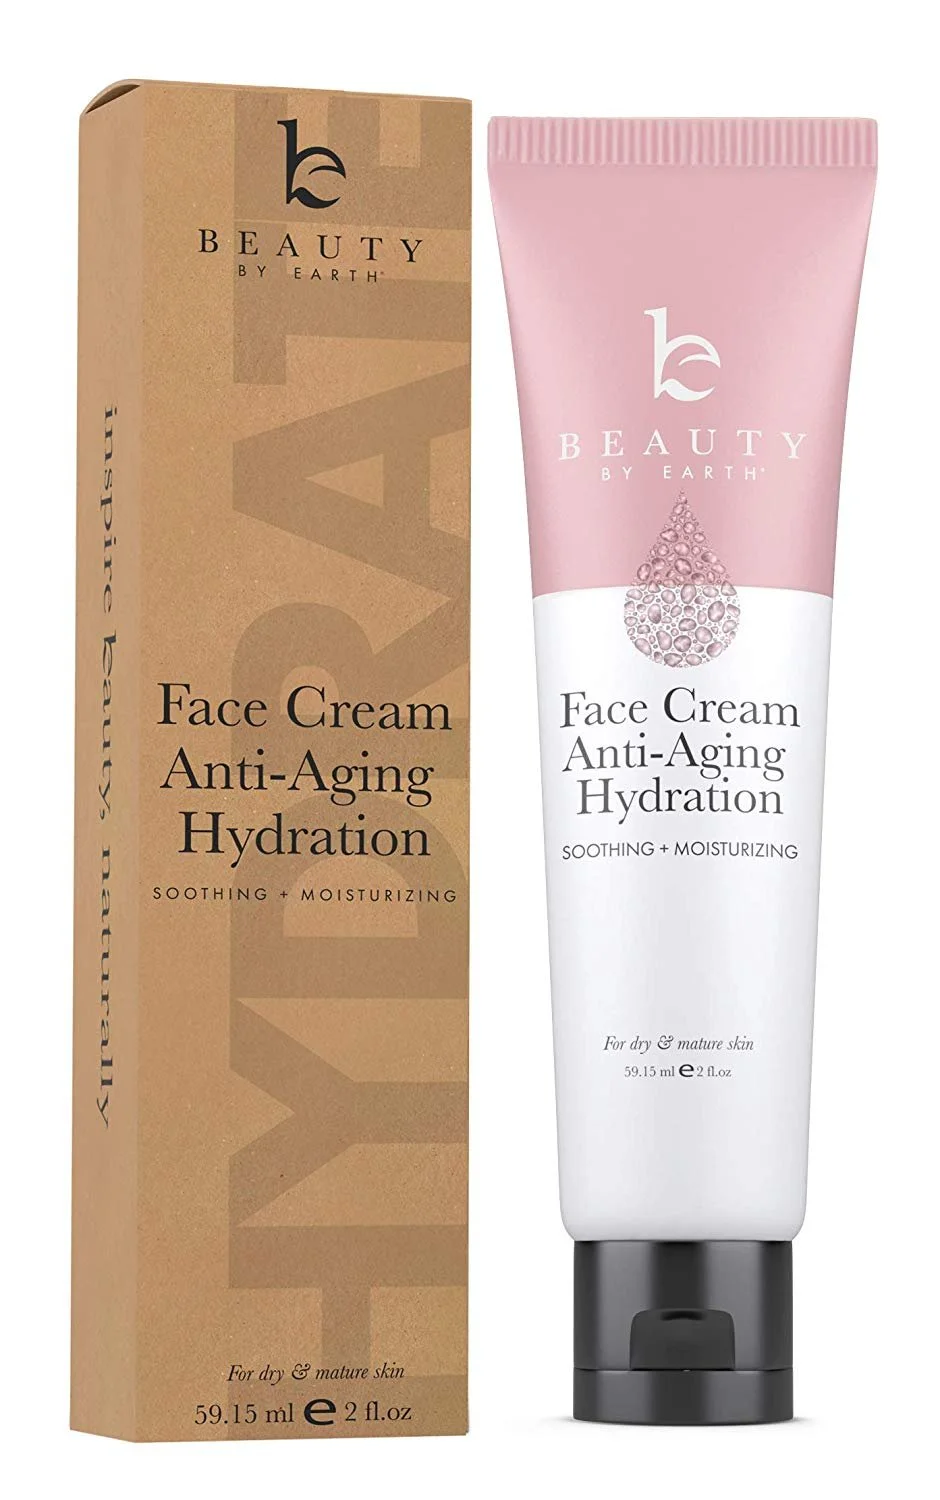 BEAUTY
BY EARTH®
Face Cream
Anti-Aging
Hydration
SOOTHING + MOISTURIZING
For dry & mature skin
59.15 ml e 2 fl.oz
HYDRATE
inspire beauty, naturally
BEAUTY
BY EARTH®
Face Cream
Anti-Aging
Hydration
SOOTHING + MOISTURIZING
For dry & mature skin
59.15 ml e 2 fl.oz